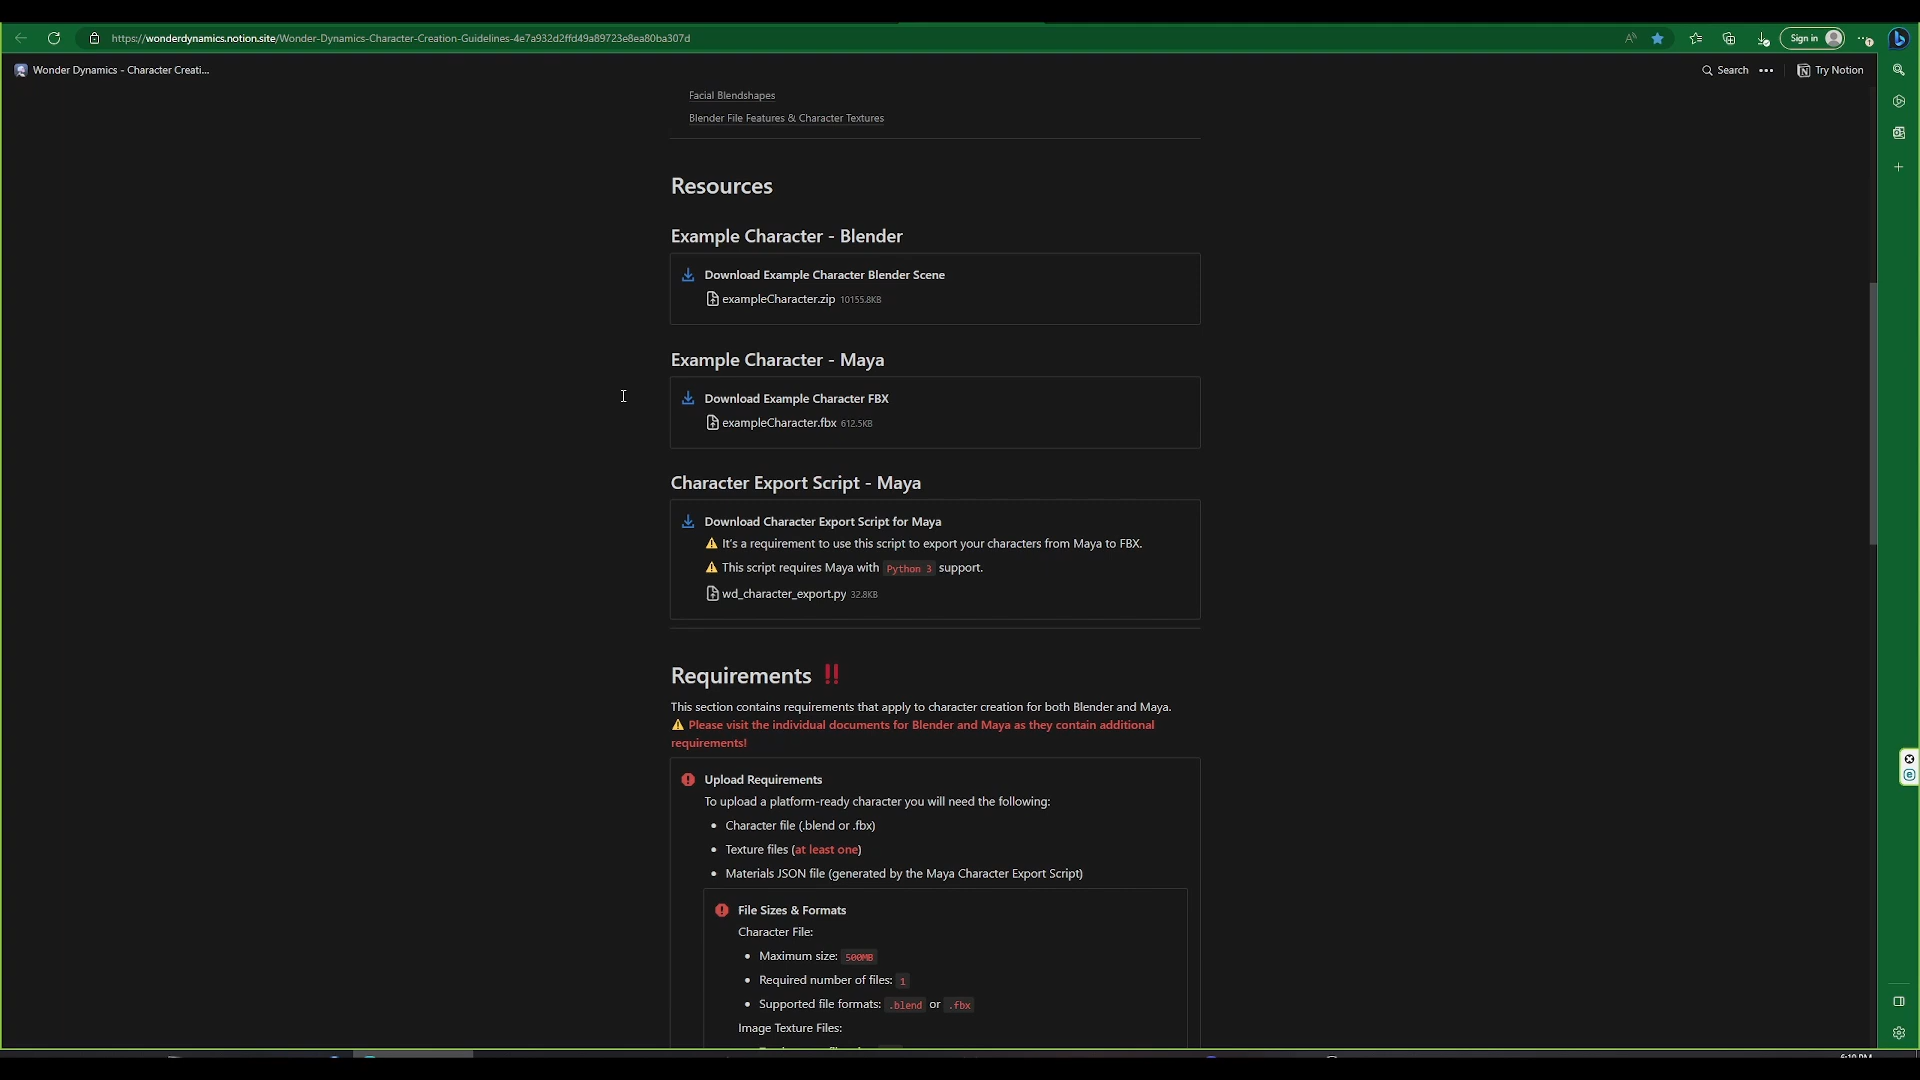 https://wonderdynamics.notion.site/Wonder-Dynamics-Character-Creation-Guidelines-4e7a932d2ffd49a89723e8ea80ba307d
Sign in
Wonder Dynamics - Character Creati...
Search
Try Notion
Facial Blendshapes
Blender File Features & Character Textures
Resources
Example Character - Blender
Download Example Character Blender Scene
exampleCharacter.zip 10155.8KB
Example Character - Maya
Download Example Character FBX
exampleCharacter.fbx 612.5KB
Character Export Script - Maya
Download Character Export Script for Maya
It's a requirement to use this script to export your characters from Maya to FBX.
This script requires Maya with Python 3 support.
wd_character_export.py 32.8KB
Requirements ‼
This section contains requirements that apply to character creation for both Blender and Maya.
Please visit the individual documents for Blender and Maya as they contain additional
requirements!
Upload Requirements
To upload a platform-ready character you will need the following:
• Character file (.blend or .fbx)
• Texture files (at least one)
• Materials JSON file (generated by the Maya Character Export Script)
File Sizes & Formats
Character File:
• Maximum size: 500MB
• Required number of files: 1
• Supported file formats: .blend or .fbx
Image Texture Files: